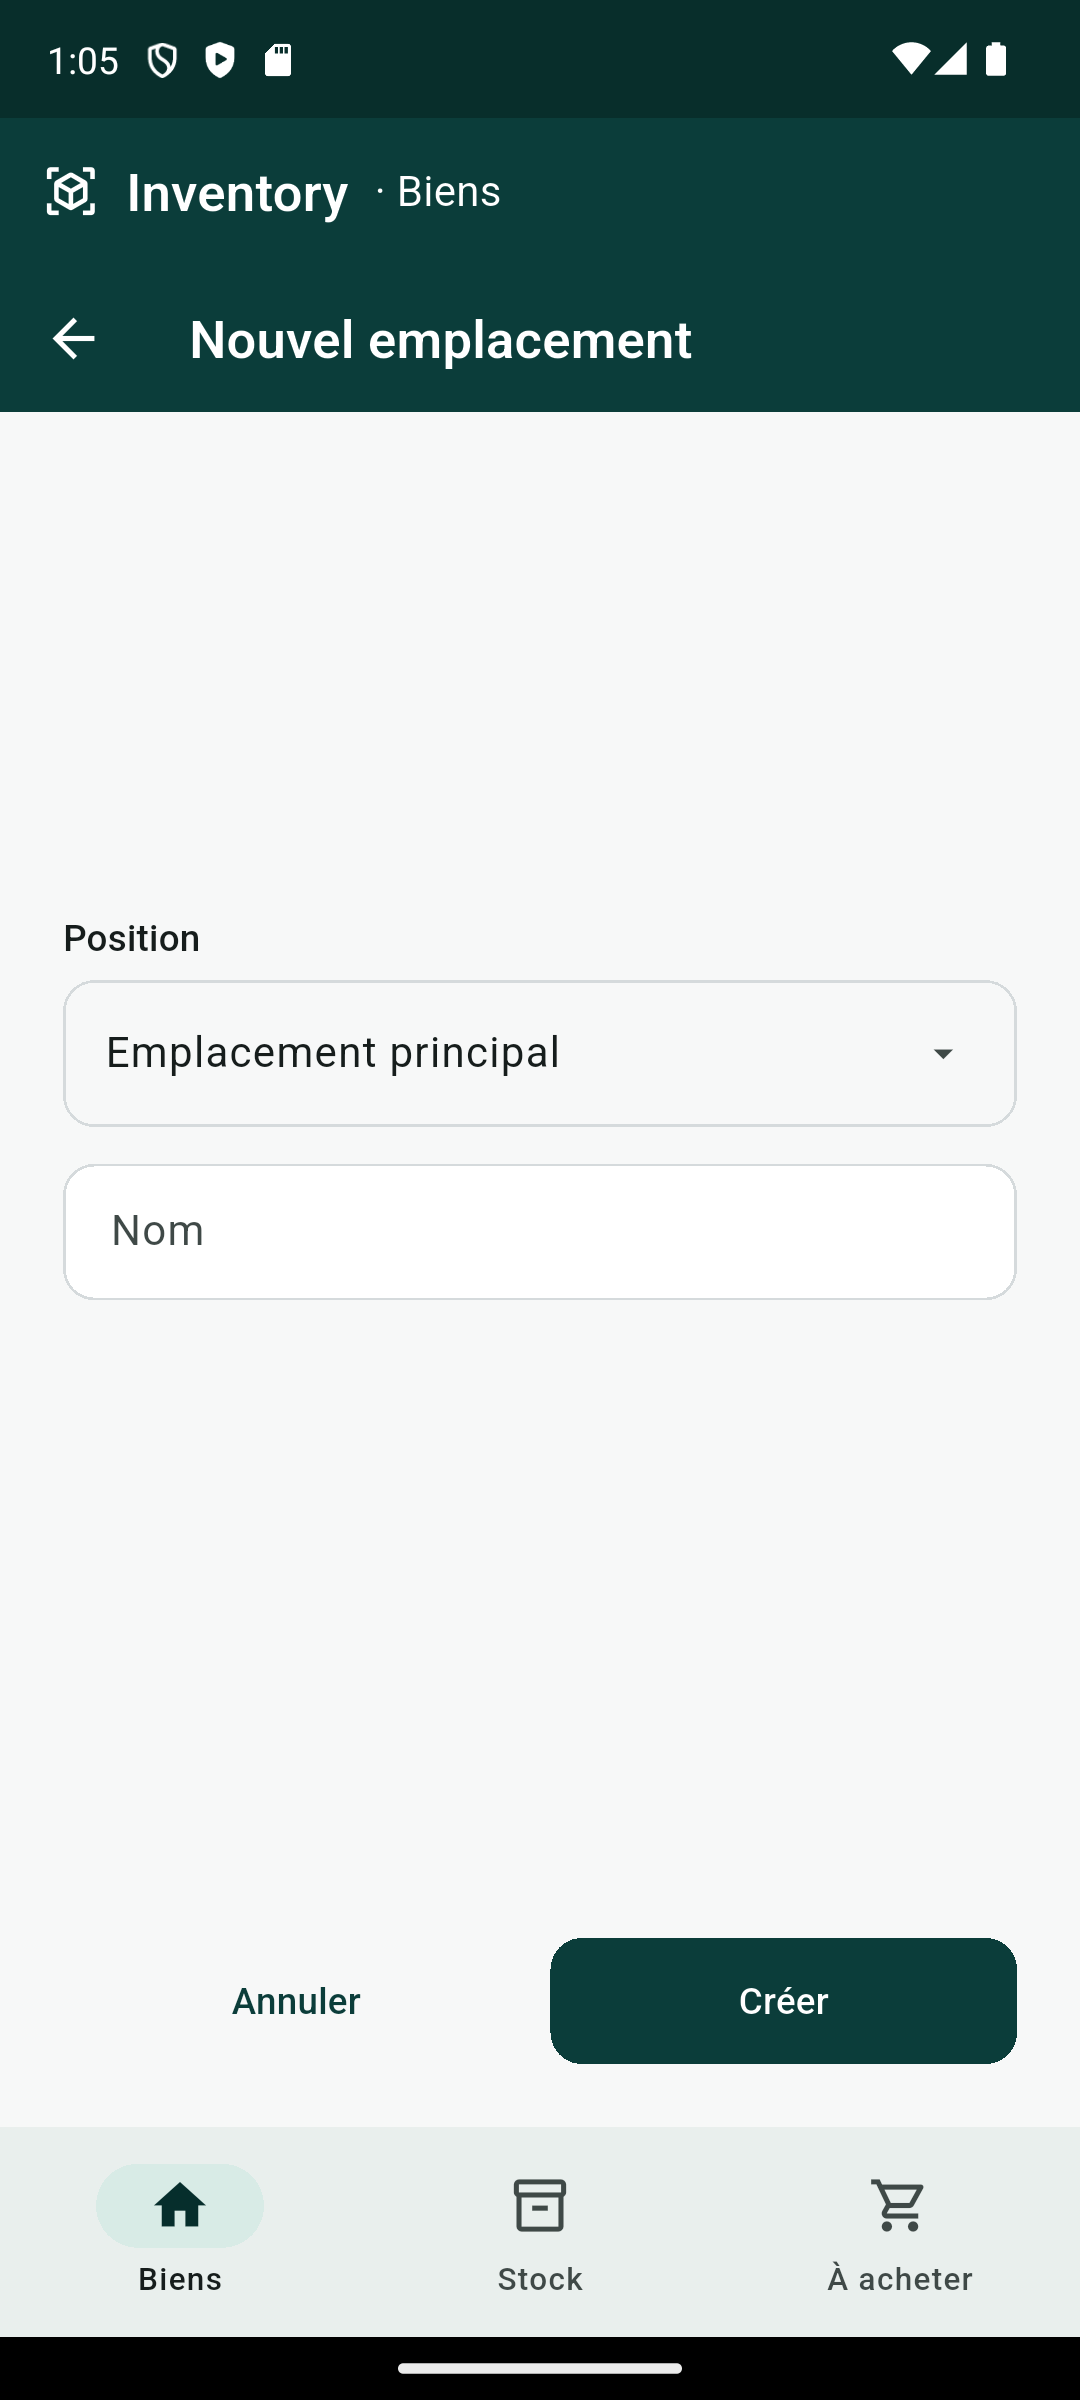 1:05
Inventory · Biens
Nouvel emplacement
Position
Emplacement principal
Nom
Annuler
Créer
Biens
Stock
À acheter